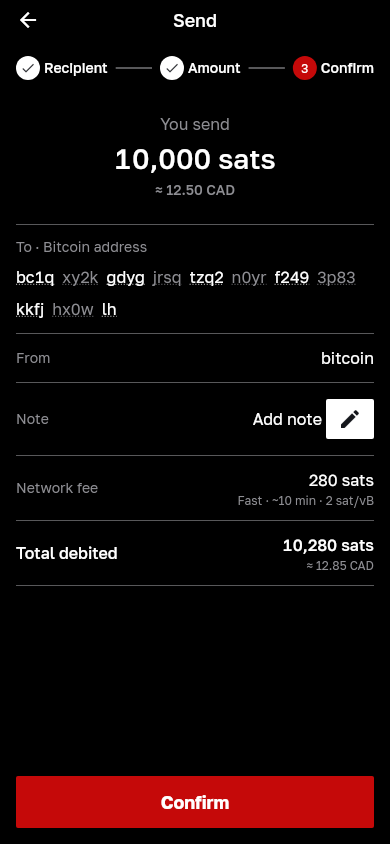 Send
Recipient Amount 3 Confirm
You send
10,000 sats
≈ 12.50 CAD
To · Bitcoin address
bc1q xy2k gdyg jrsq tzq2 n0yr f249 3p83
kkfj hx0w lh
From bitcoin
Note Add note
Network fee 280 sats
Fast · ~10 min · 2 sat/vB
Total debited 10,280 sats
≈ 12.85 CAD
Confirm